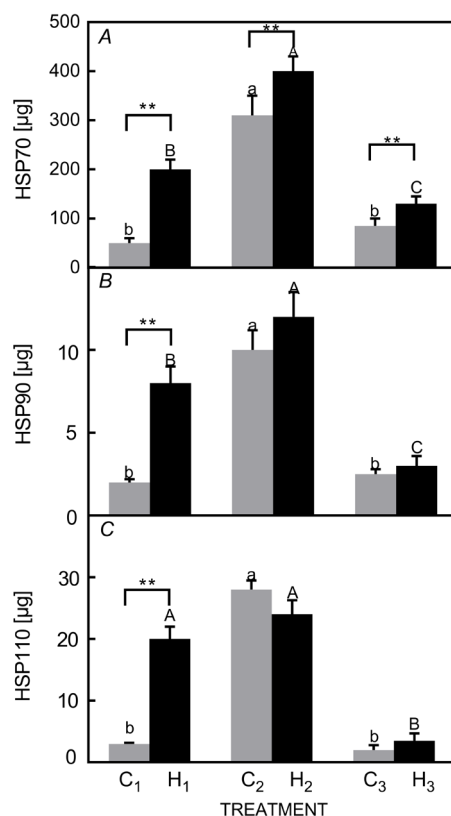 A
500
400
300
200
100
0
HSP70 [µg]
**
b
B
**
a
A
**
b
C
B
10
5
0
HSP90 [µg]
**
b
B
a
A
b
C
C
30
20
10
0
HSP110 [µg]
**
b
A
a
A
b
B
C₁ H₁ C₂ H₂ C₃ H₃
TREATMENT